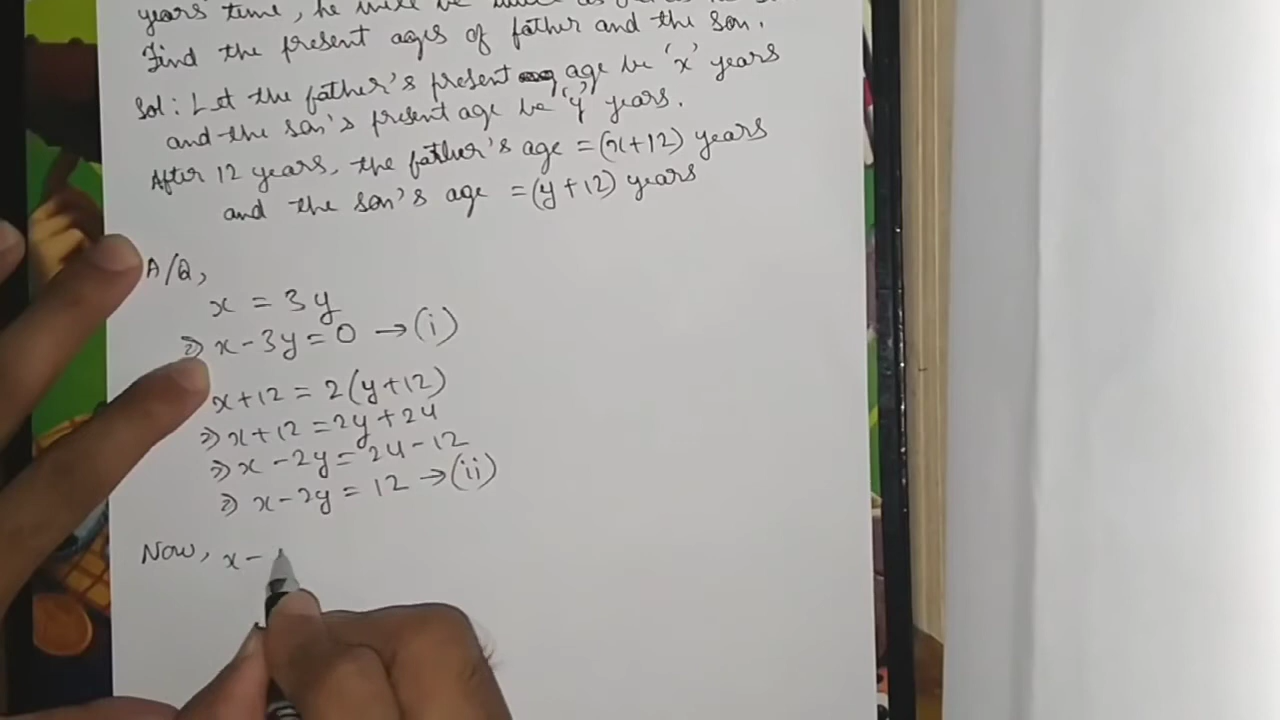 years' time, he will be twice as
Find the present ages of father and the son.
Sol: Let the father's present age be 'x' years
and the son's present age be 'y' years.
After 12 years, the father's age = (x+12) years
and the son's age = (y+12) years
A/Q,
x = 3y
⇒ x - 3y = 0 → (i)
x+12 = 2(y+12)
⇒ x+12 = 2y+24
⇒ x - 2y = 24 - 12
⇒ x - 2y = 12 → (ii)
Now, x -